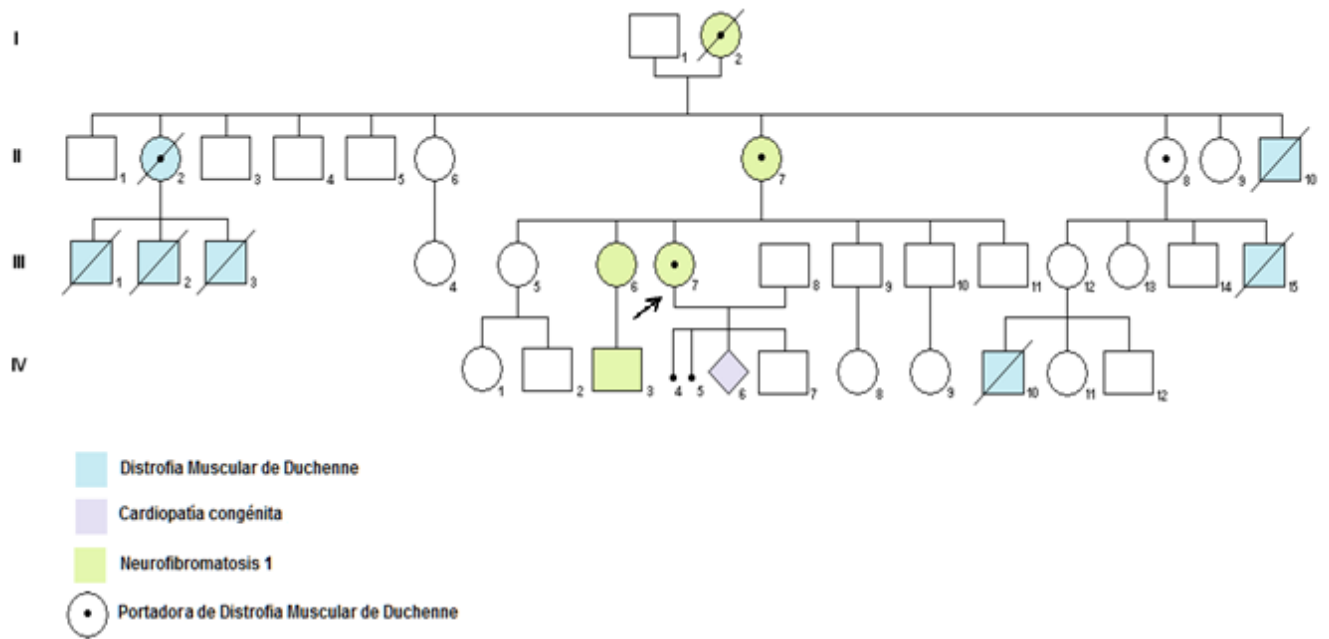 I
1 2
II
1 2 3 4 5 6 7 8 9 10
III
1 2 3 4 5 6 7 8 9 10 11 12 13 14 15
IV
1 2 3 4 5 6 7 8 9 10 11 12
Distrofia Muscular de Duchenne
Cardiopatía congénita
Neurofibromatosis 1
Portadora de Distrofia Muscular de Duchenne